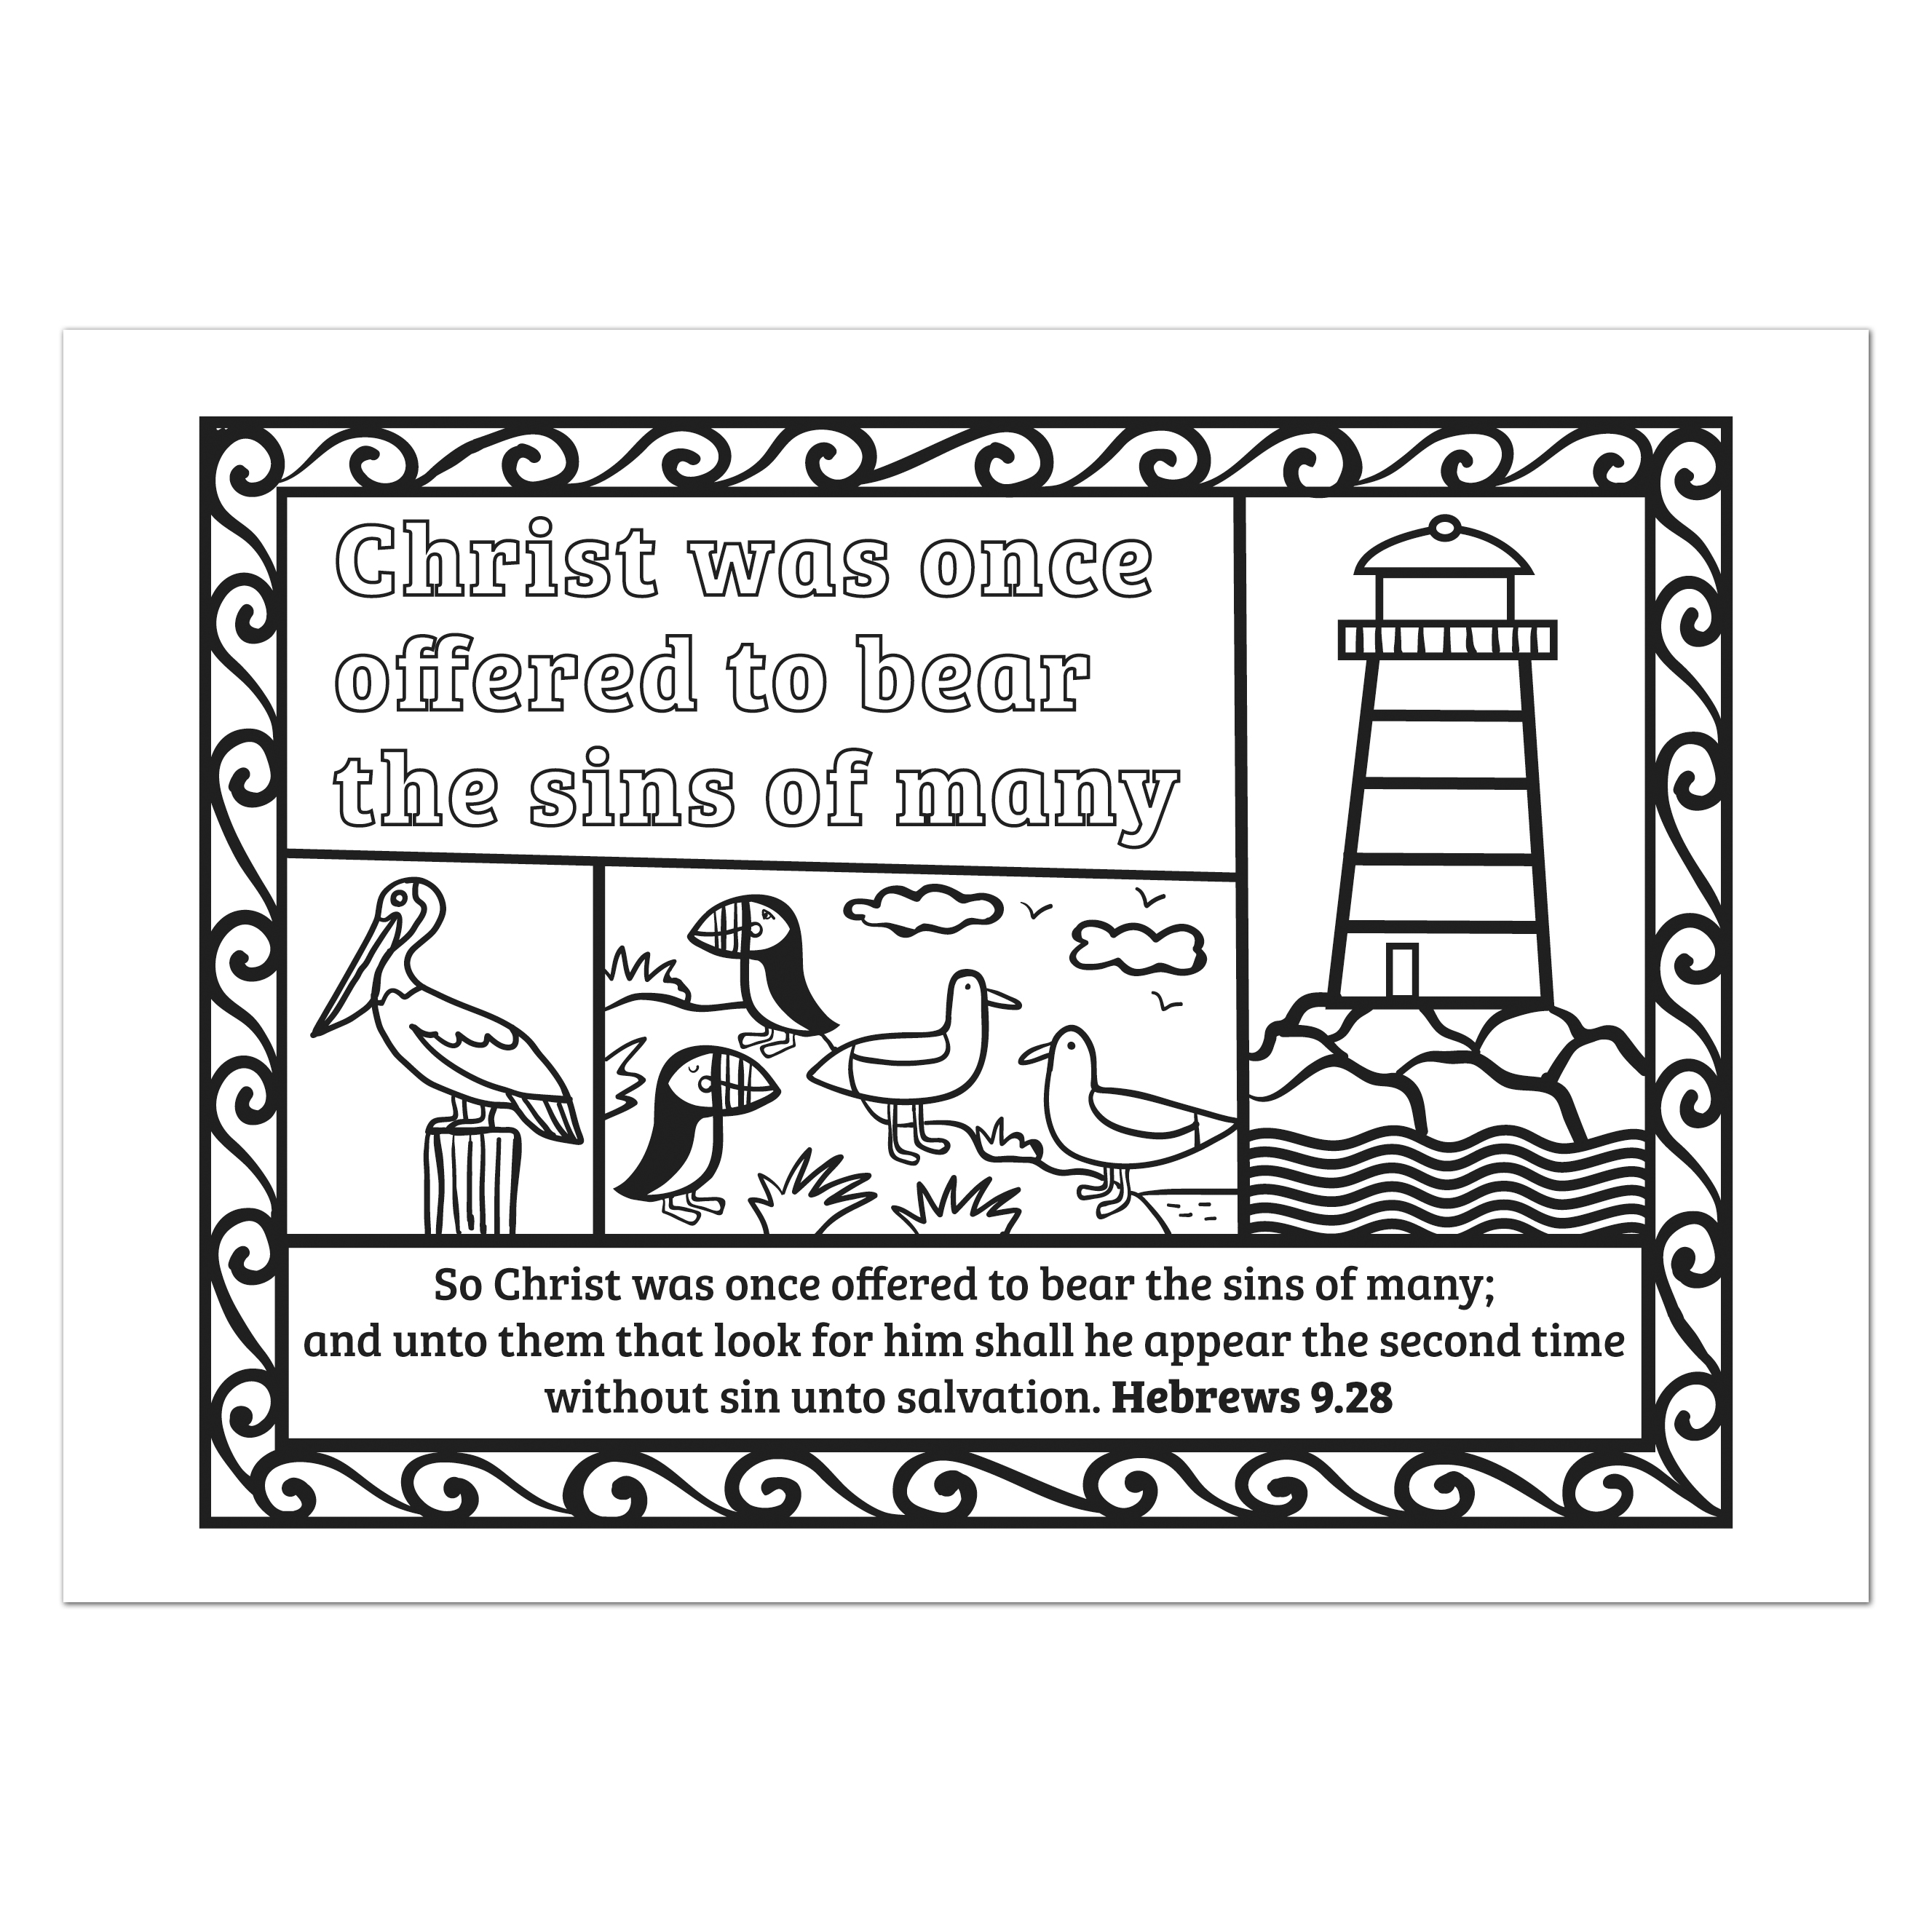 Christ was once
offered to bear
the sins of many
So Christ was once offered to bear the sins of many;
and unto them that look for him shall he appear the second time
without sin unto salvation. Hebrews 9.28